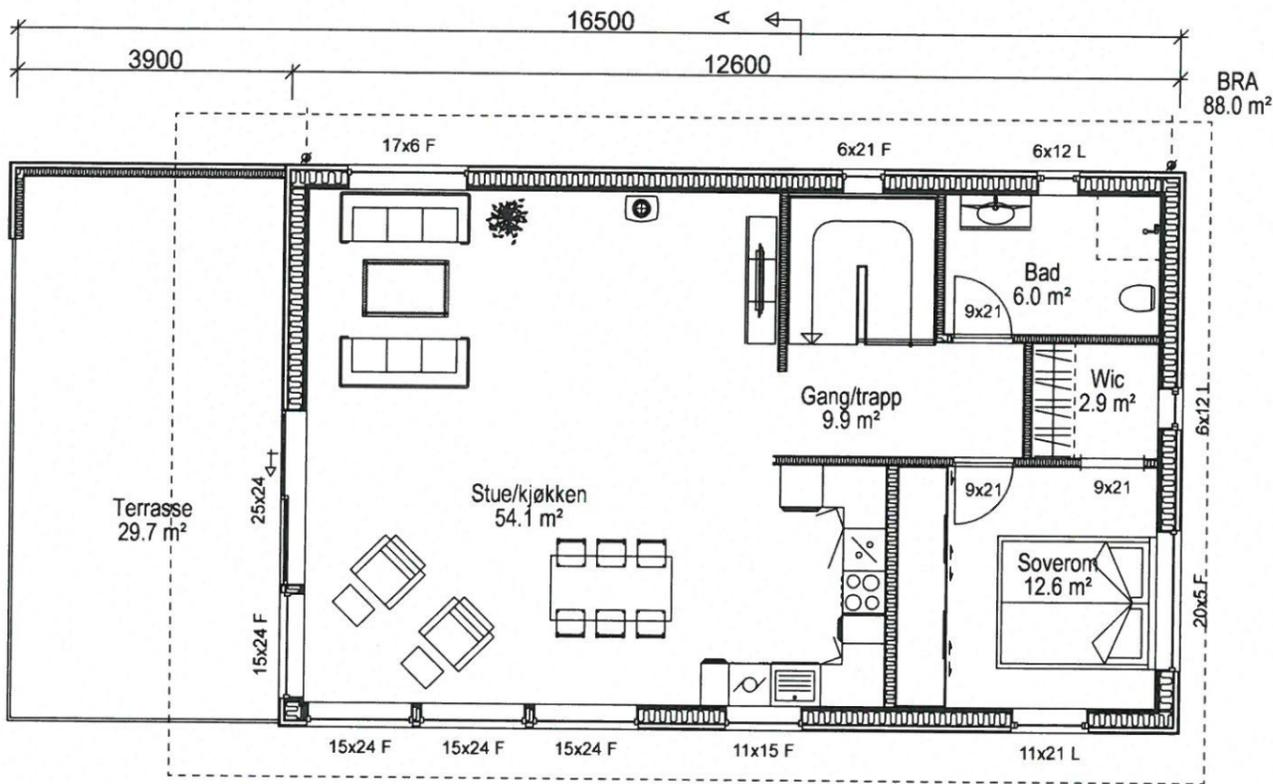 16500
A
3900
12600
BRA
88.0 m²
17x6 F
6x21 F
6x12 L
Bad
6.0 m²
9x21
Wic
2.9 m²
6x12 L
Gang/trapp
9.9 m²
Terrasse
29.7 m²
25x24
Stue/kjøkken
54.1 m²
9x21
9x21
Soverom
12.6 m²
20x5 F
15x24 F
15x24 F
15x24 F
15x24 F
11x15 F
11x21 L